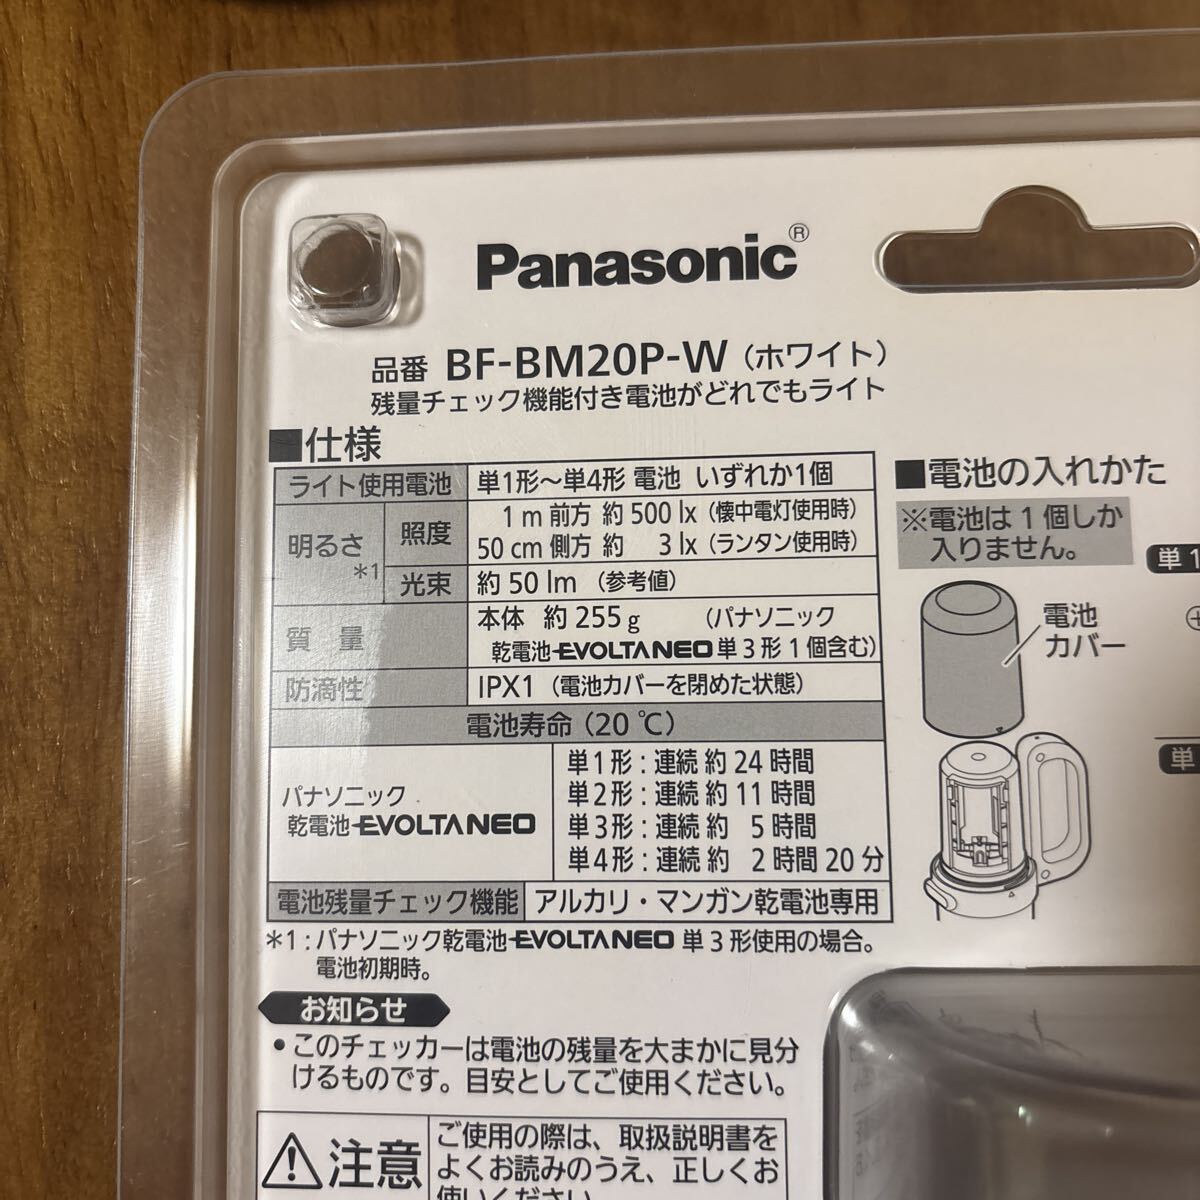 Panasonic®
品番 BF-BM20P-W（ホワイト）
残量チェック機能付き電池がどれでもライト
■仕様
ライト使用電池 単1形～単4形 電池 いずれか1個
明るさ *1
照度 1 m 前方 約 500 lx（懐中電灯使用時）
50 cm 側方 約 3 lx（ランタン使用時）
光束 約 50 lm（参考値）
質量 本体 約 255 g （パナソニック
乾電池 EVOLTA NEO 単3形1個含む）
防滴性 IPX1（電池カバーを閉めた状態）
電池寿命（20 ℃）
パナソニック
乾電池 EVOLTA NEO
単1形：連続 約 24 時間
単2形：連続 約 11 時間
単3形：連続 約 5 時間
単4形：連続 約 2 時間 20 分
電池残量チェック機能 アルカリ・マンガン乾電池専用
*1：パナソニック乾電池 EVOLTA NEO 単3形使用の場合。
電池初期時。
お知らせ
•このチェッカーは電池の残量を大まかに見分
けるものです。目安としてご使用ください。
⚠注意
ご使用の際は、取扱説明書を
よくお読みのうえ、正しくお
使いください。
■電池の入れかた
※電池は1個しか
入りません。
単1
電池
カバー
単